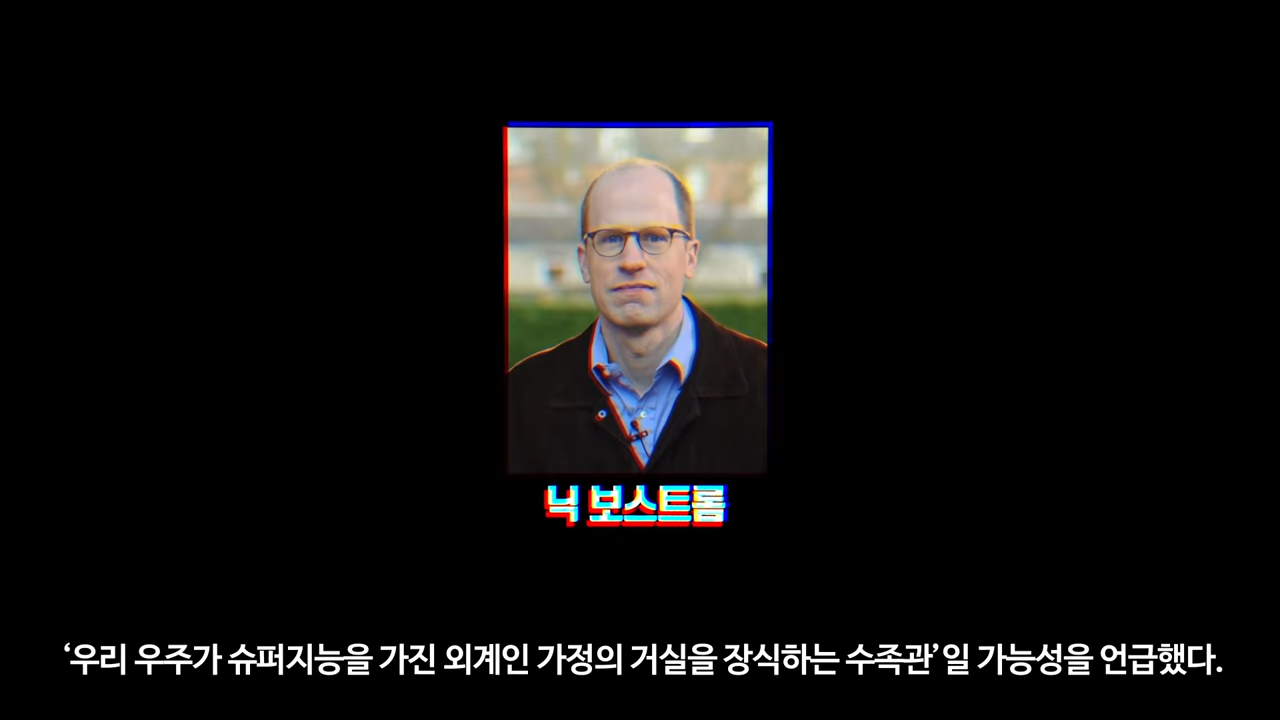 닉 보스트롬
‘우리 우주가 슈퍼지능을 가진 외계인 가정의 거실을 장식하는 수족관’일 가능성을 언급했다.